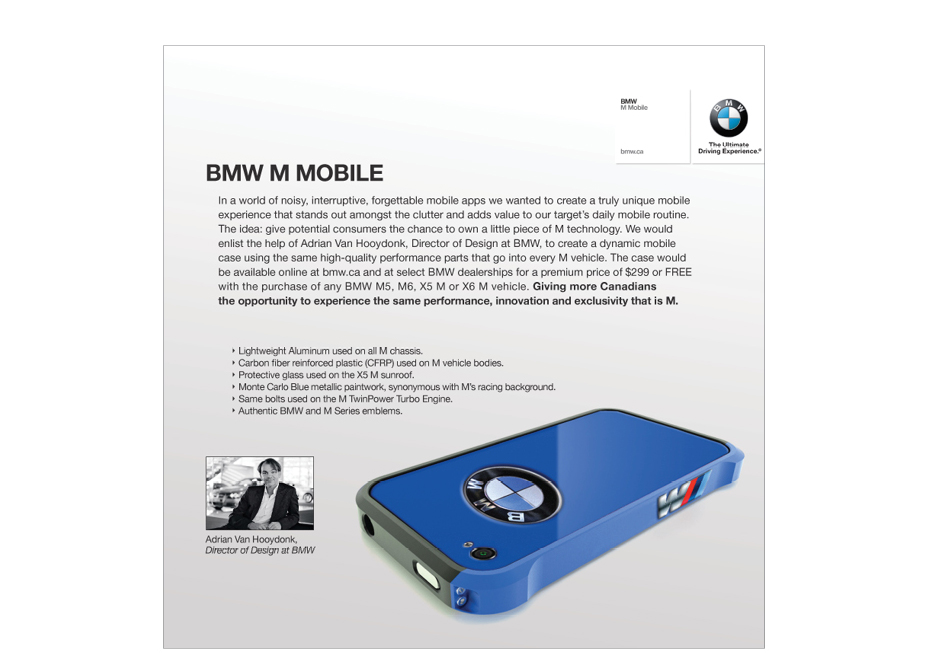 BMW
M Mobile
bmw.ca
BMW
The Ultimate
Driving Experience.®
BMW M MOBILE
In a world of noisy, interruptive, forgettable mobile apps we wanted to create a truly unique mobile
experience that stands out amongst the clutter and adds value to our target's daily mobile routine.
The idea: give potential consumers the chance to own a little piece of M technology. We would
enlist the help of Adrian Van Hooydonk, Director of Design at BMW, to create a dynamic mobile
case using the same high-quality performance parts that go into every M vehicle. The case would
be available online at bmw.ca and at select BMW dealerships for a premium price of $299 or FREE
with the purchase of any BMW M5, M6, X5 M or X6 M vehicle. Giving more Canadians
the opportunity to experience the same performance, innovation and exclusivity that is M.
‣ Lightweight Aluminum used on all M chassis.
‣ Carbon fiber reinforced plastic (CFRP) used on M vehicle bodies.
‣ Protective glass used on the X5 M sunroof.
‣ Monte Carlo Blue metallic paintwork, synonymous with M's racing background.
‣ Same bolts used on the M TwinPower Turbo Engine.
‣ Authentic BMW and M Series emblems.
BMW
M
Adrian Van Hooydonk,
Director of Design at BMW